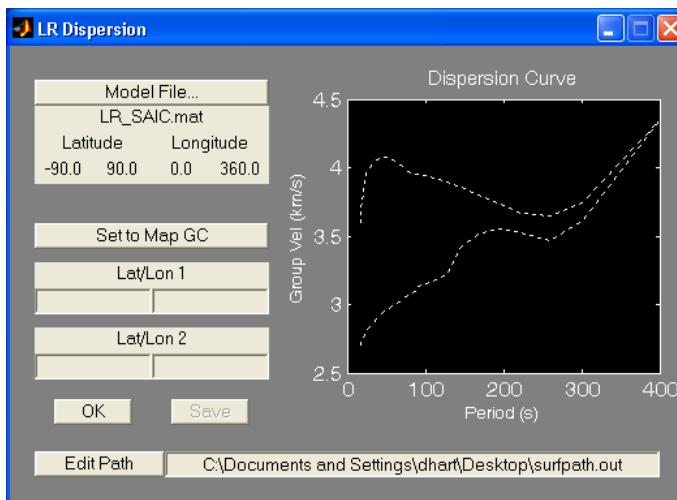 LR Dispersion
Model File...
LR_SAIC.mat
Latitude Longitude
-90.0 90.0 0.0 360.0
Set to Map GC
Lat/Lon 1
Lat/Lon 2
OK Save
Edit Path C:\Documents and Settings\dhart\Desktop\surfpath.out
Dispersion Curve
Group Vel (km/s)
4.5
4
3.5
3
2.5
0 100 200 300 400
Period (s)